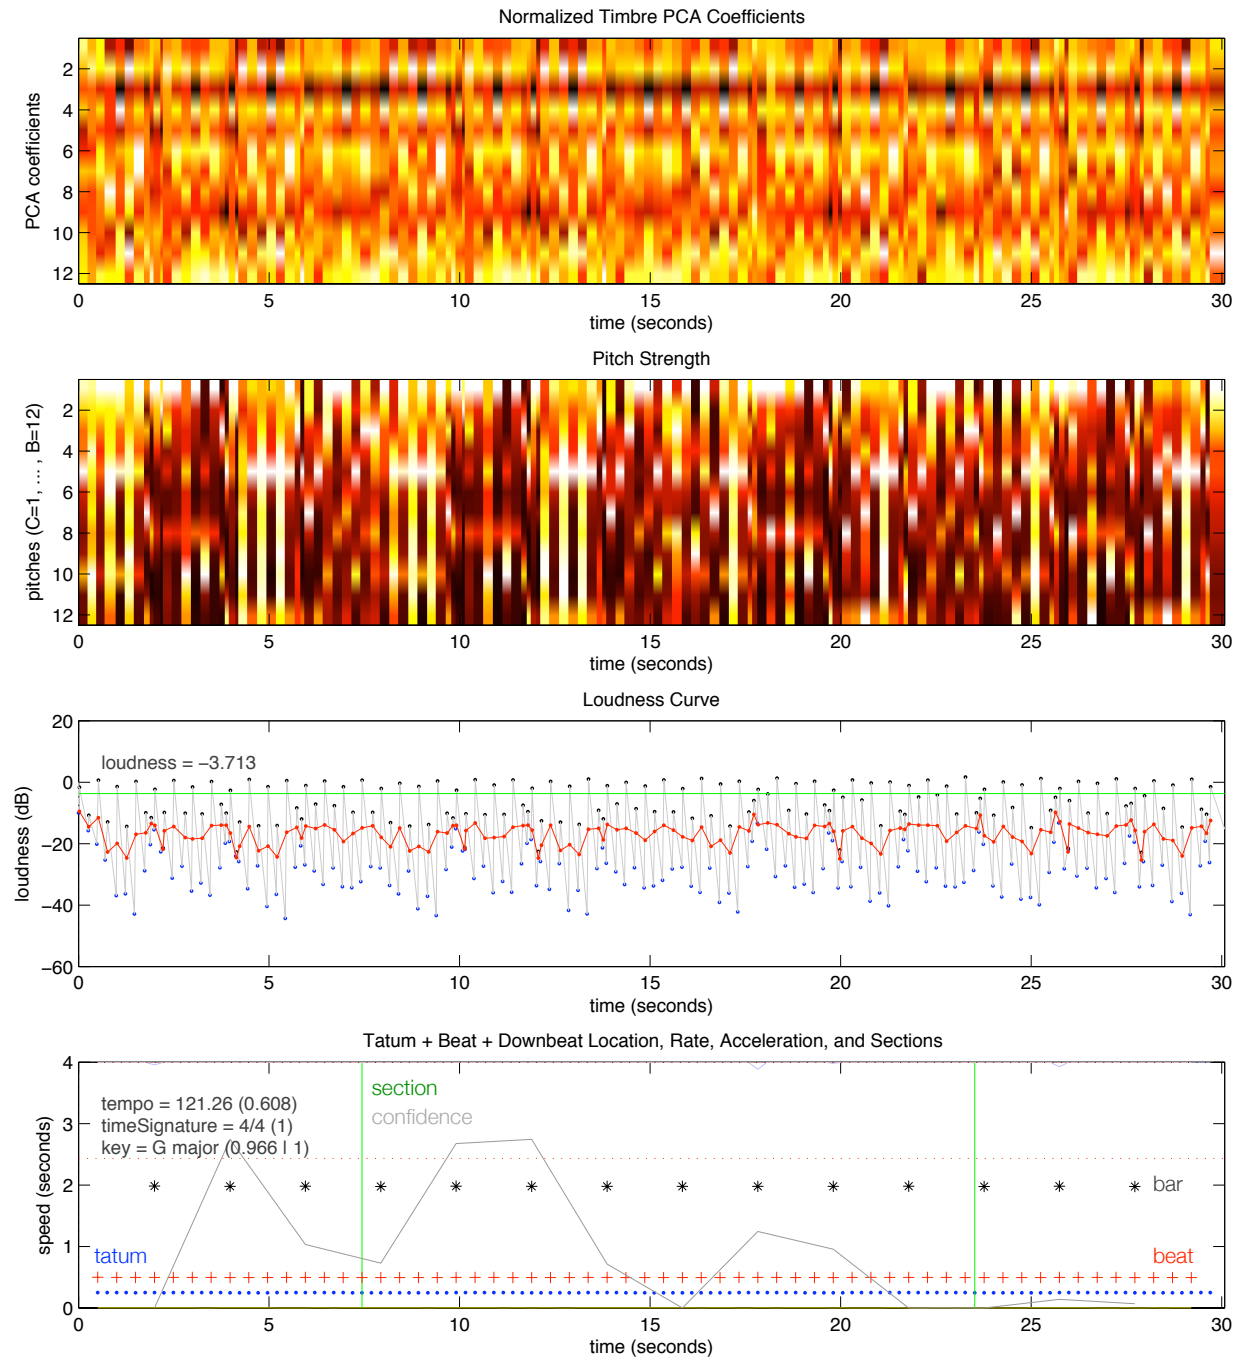 Normalized Timbre PCA Coefficients
PCA coefficients
2
4
6
8
10
12
0 5 10 15 20 25 30
time (seconds)
Pitch Strength
pitches (C=1, ... , B=12)
2
4
6
8
10
12
0 5 10 15 20 25 30
time (seconds)
Loudness Curve
loudness (dB)
20
loudness = −3.713
0
−20
−40
−60
0 5 10 15 20 25 30
time (seconds)
Tatum + Beat + Downbeat Location, Rate, Acceleration, and Sections
speed (seconds)
4
section
tempo = 121.26 (0.608)
confidence
timeSignature = 4/4 (1)
3
key = G major (0.966 | 1)
2
bar
tatum
beat
1
0
0 5 10 15 20 25 30
time (seconds)